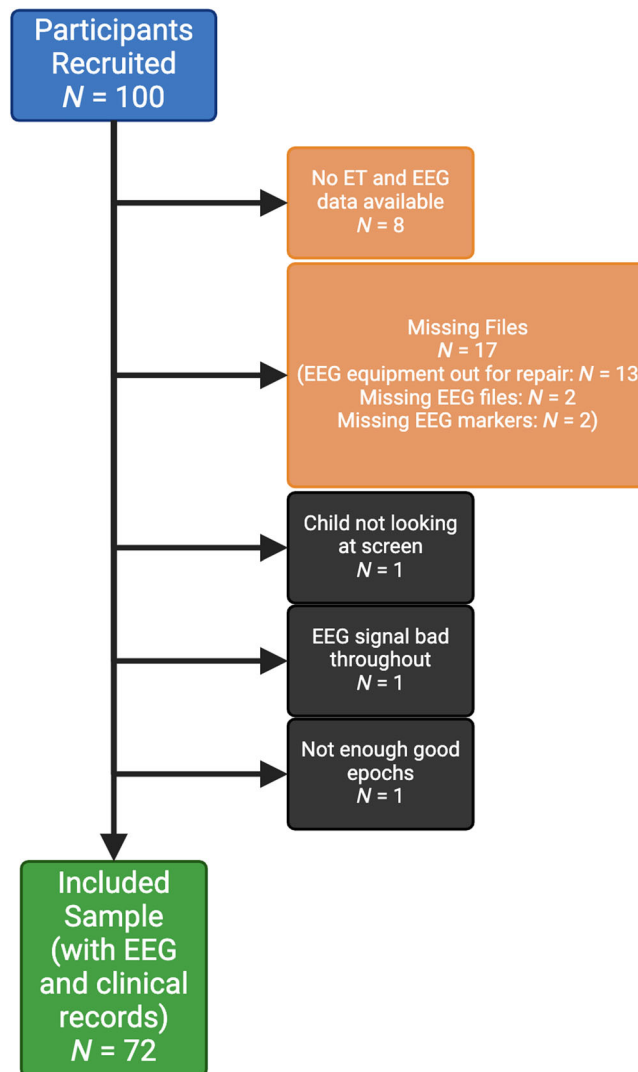 Participants
Recruited
N = 100
No ET and EEG
data available
N = 8
Missing Files
N = 17
(EEG equipment out for repair: N = 13
Missing EEG files: N = 2
Missing EEG markers: N = 2)
Child not looking
at screen
N = 1
EEG signal bad
throughout
N = 1
Not enough good
epochs
N = 1
Included
Sample
(with EEG
and clinical
records)
N = 72